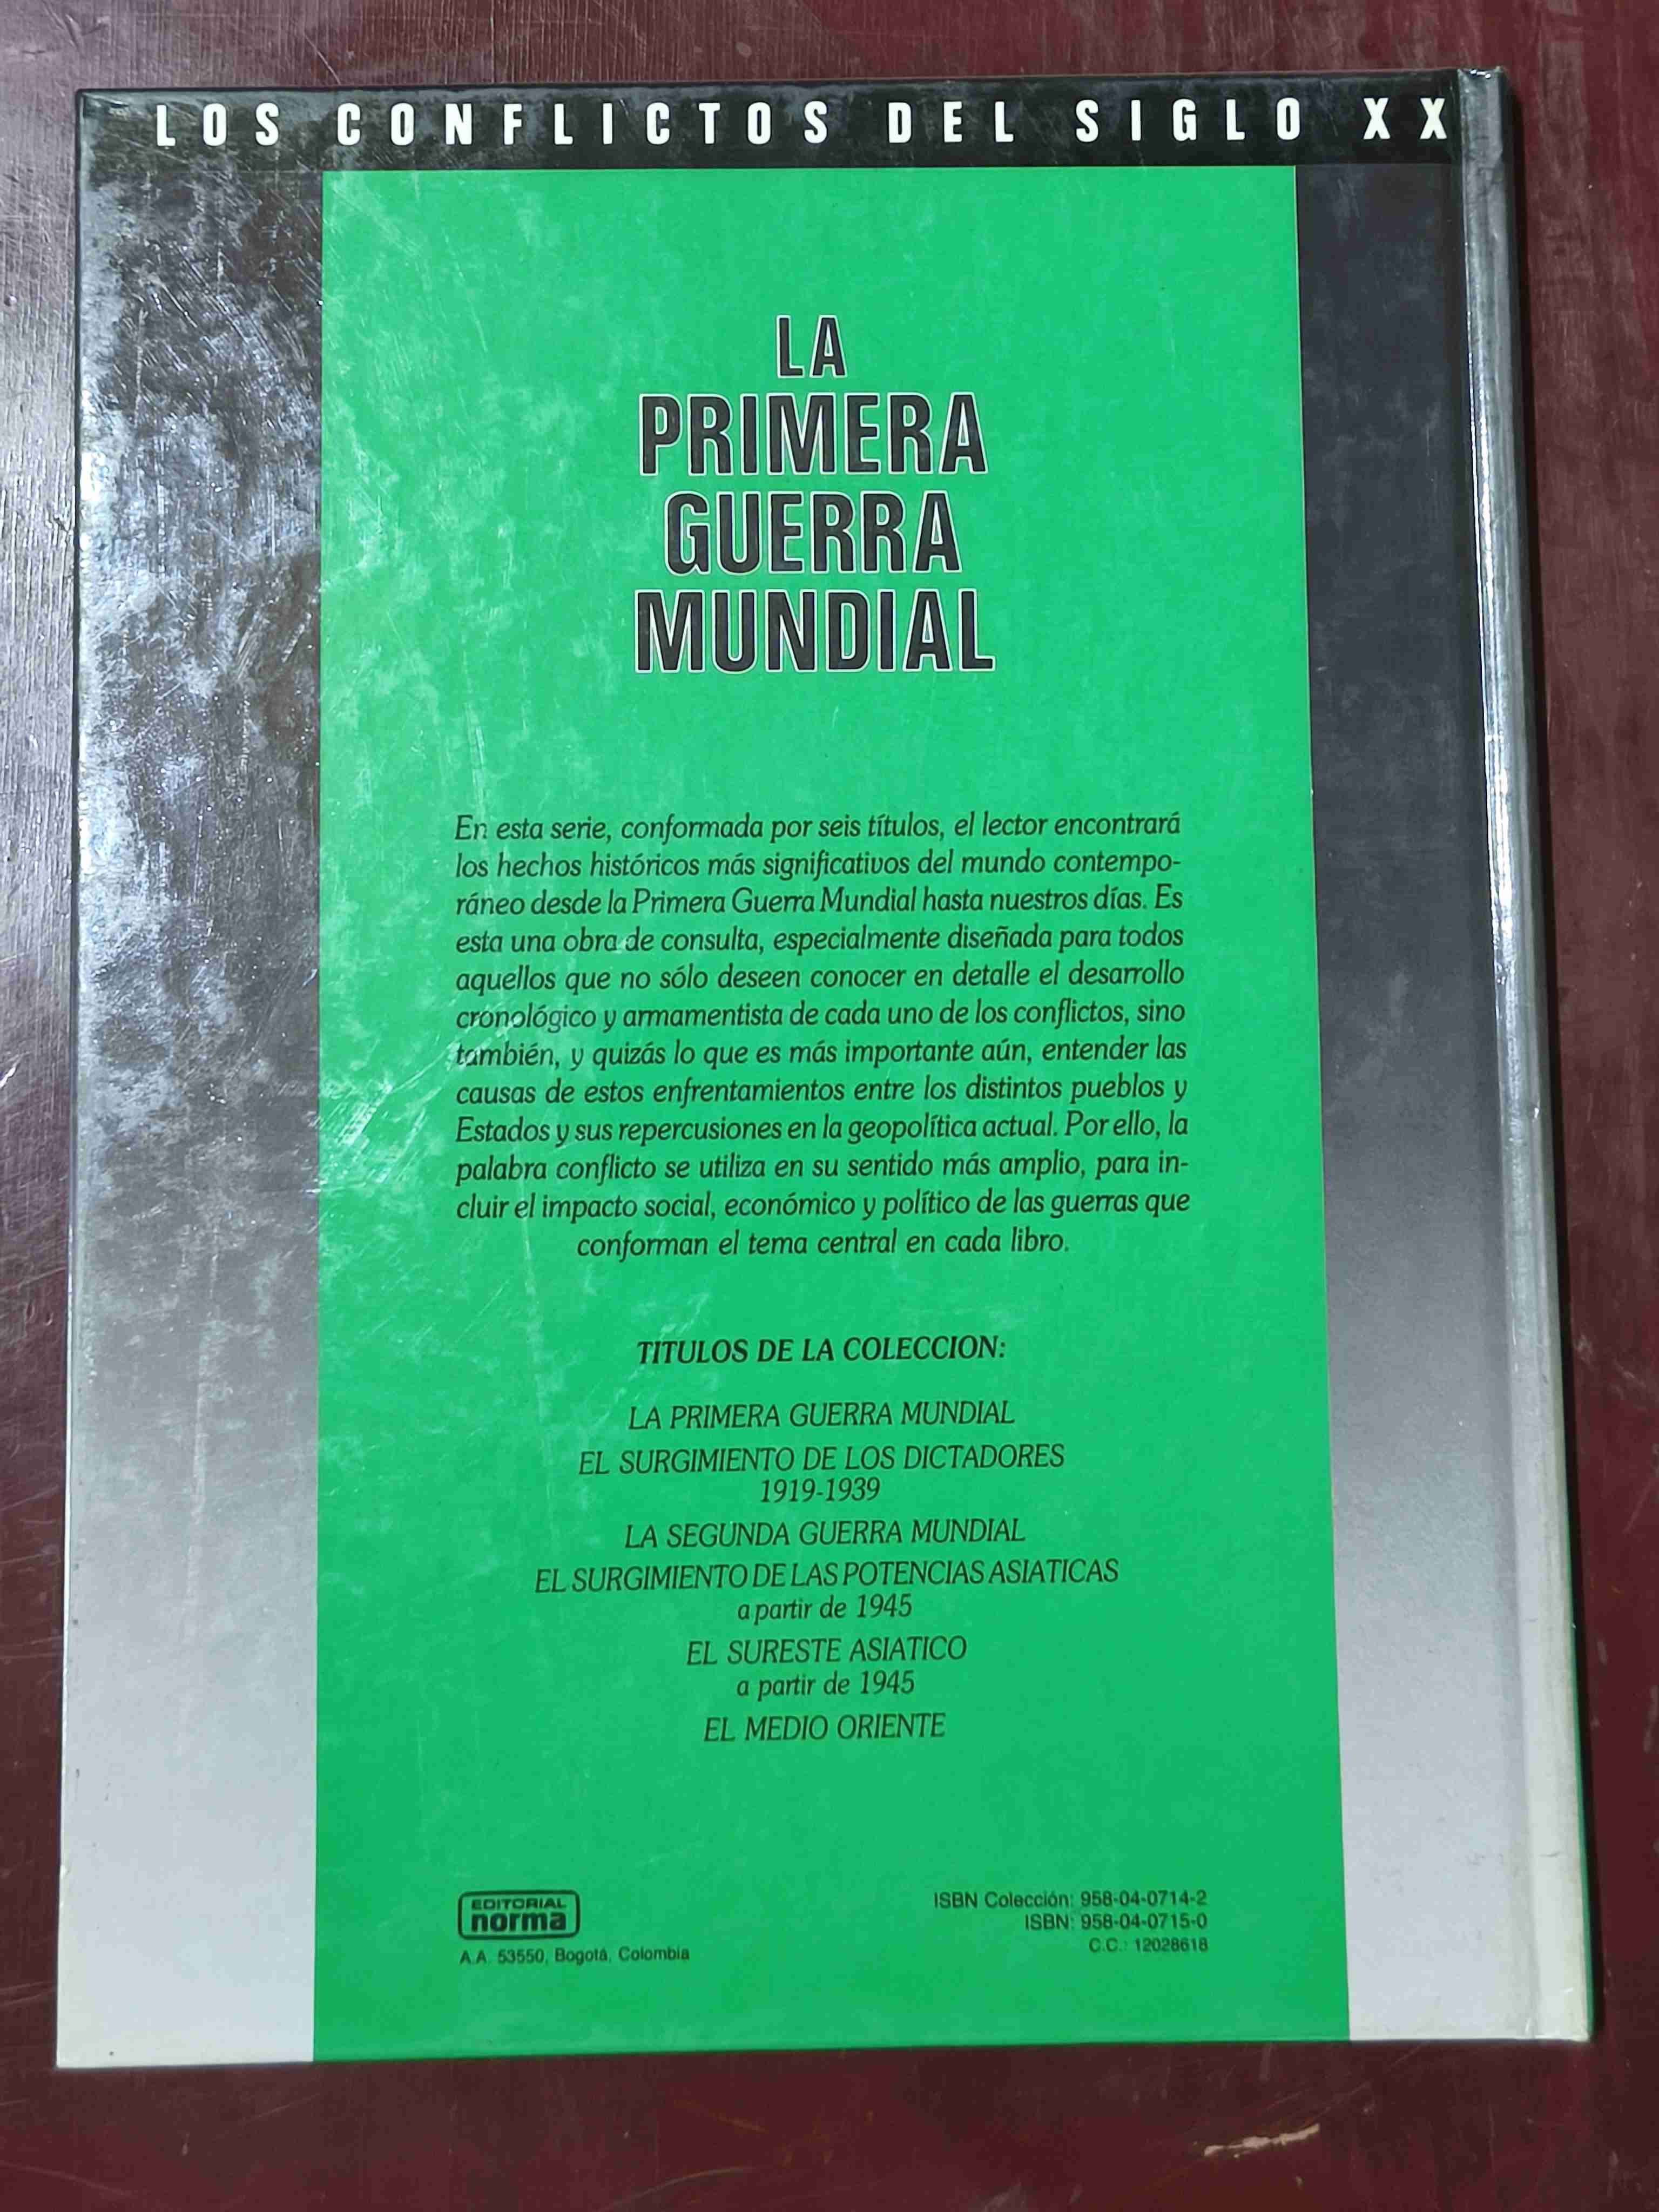 LOS CONFLICTOS DEL SIGLO XX
LA
PRIMERA
GUERRA
MUNDIAL
En esta serie, conformada por seis títulos, el lector encontrará
los hechos históricos más significativos del mundo contempo-
ráneo desde la Primera Guerra Mundial hasta nuestros días. Es
esta una obra de consulta, especialmente diseñada para todos
aquellos que no sólo deseen conocer en detalle el desarrollo
cronológico y armamentista de cada uno de los conflictos, sino
también, y quizás lo que es más importante aún, entender las
causas de estos enfrentamientos entre los distintos pueblos y
Estados y sus repercusiones en la geopolítica actual. Por ello, la
palabra conflicto se utiliza en su sentido más amplio, para in-
cluir el impacto social, económico y político de las guerras que
conforman el tema central en cada libro.
TITULOS DE LA COLECCION:
LA PRIMERA GUERRA MUNDIAL
EL SURGIMIENTO DE LOS DICTADORES
1919-1939
LA SEGUNDA GUERRA MUNDIAL
EL SURGIMIENTO DE LAS POTENCIAS ASIATICAS
a partir de 1945
EL SURESTE ASIATICO
a partir de 1945
EL MEDIO ORIENTE
EDITORIAL
norma
A.A. 53550, Bogotá, Colombia
ISBN Colección: 958-04-0714-2
ISBN: 958-04-0715-0
C.C.: 12028618